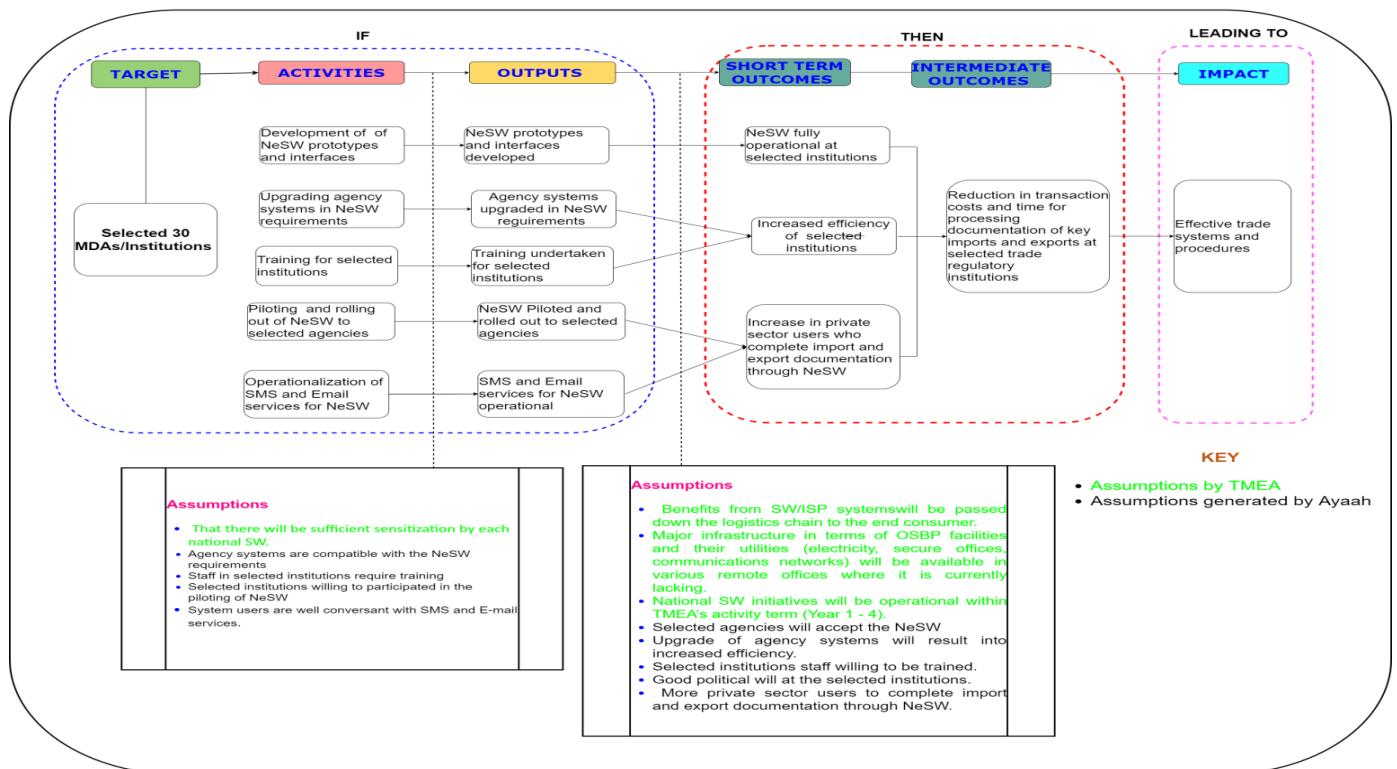 IF
THEN
LEADING TO
TARGET
ACTIVITIES
OUTPUTS
SHORT TERM
OUTCOMES
INTERMEDIATE
OUTCOMES
IMPACT
Selected 30
MDAs/Institutions
Development of of
NeSW prototypes
and interfaces
NeSW prototypes
and interfaces
developed
NeSW fully
operational at
selected institutions
Upgrading agency
systems in NeSW
requirements
Agency systems
upgraded in NeSW
requirements
Increased efficiency
of selected
institutions
Training for selected
institutions
Training undertaken
for selected
institutions
Piloting and rolling
out of NeSW to
selected agencies
NeSW Piloted and
rolled out to selected
agencies
Increase in private
sector users who
complete import and
export documentation
through NeSW
Operationalization of
SMS and Email
services for NeSW
SMS and Email
services for NeSW
operational
Reduction in transaction
costs and time for
processing
documentation of key
imports and exports at
selected trade
regulatory
institutions
Effective trade
systems and
procedures
Assumptions
• That there will be sufficient sensitization by each
national SW.
• Agency systems are compatible with the NeSW
requirements
• Staff in selected institutions require training
• Selected institutions willing to participated in the
piloting of NeSW
• System users are well conversant with SMS and E-mail
services.
Assumptions
• Benefits from SW/ISP systemswill be passed
down the logistics chain to the end consumer.
• Major infrastructure in terms of OSBP facilities
and their utilities (electricity, secure offices,
communications networks) will be available in
various remote offices where it is currently
lacking.
• National SW initiatives will be operational within
TMEA's activity term (Year 1 - 4).
• Selected agencies will accept the NeSW
• Upgrade of agency systems will result into
increased efficiency.
• Selected institutions staff willing to be trained.
• Good political will at the selected institutions.
• More private sector users to complete import
and export documentation through NeSW.
KEY
• Assumptions by TMEA
• Assumptions generated by Ayaah